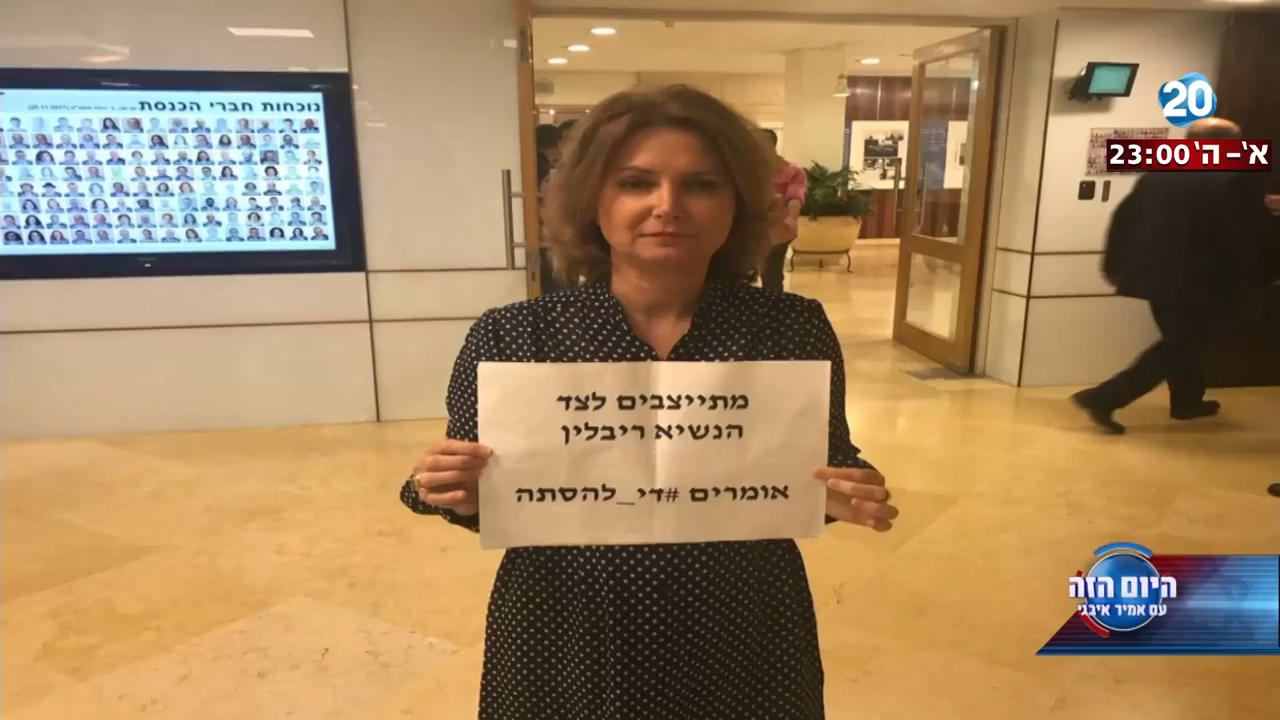 נוכחות חברי הכנסת
20
א'-ה' 23:00
מתייצבים לצד
הנשיא ריבלין
אומרים #די_להסתה
היום הזה
עם אמיר איבגי